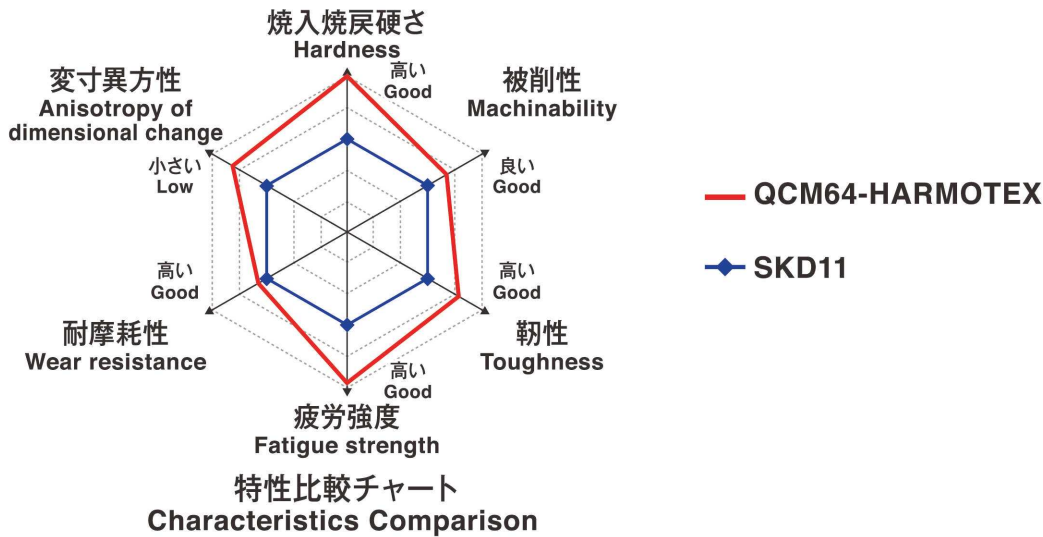 焼入焼戻硬さ
Hardness
高い
Good
被削性
Machinability
良い
Good
変寸異方性
Anisotropy of
dimensional change
小さい
Low
QCM64-HARMOTEX
SKD11
高い
Good
耐摩耗性
Wear resistance
高い
Good
靭性
Toughness
高い
Good
疲労強度
Fatigue strength
特性比較チャート
Characteristics Comparison